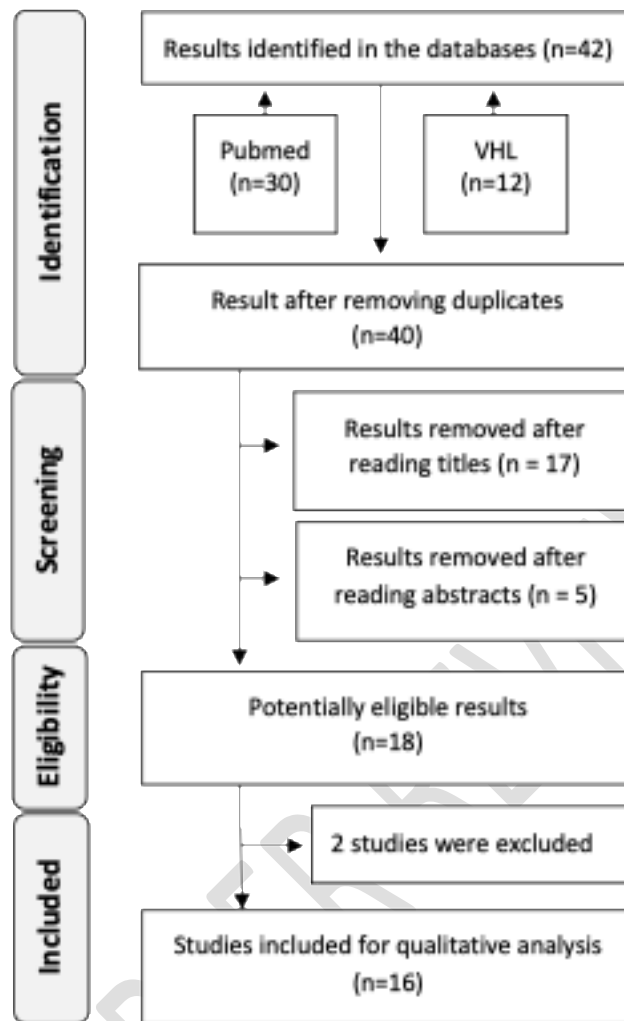 Identification
Results identified in the databases (n=42)
Pubmed
(n=30)
VHL
(n=12)
Result after removing duplicates
(n=40)
Screening
Results removed after
reading titles (n = 17)
Results removed after
reading abstracts (n = 5)
Eligibility
Potentially eligible results
(n=18)
Included
2 studies were excluded
Studies included for qualitative analysis
(n=16)